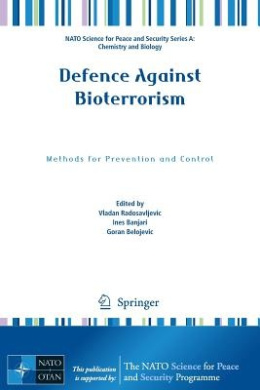 NATO Science for Peace and Security Series A:
Chemistry and Biology
Defence Against
Bioterrorism
Methods for Prevention and Control
Edited by
Vladan Radosavljevic
Ines Banjari
Goran Belojevic
Springer
NATO
OTAN
This publication
is supported by:
The NATO Science for Peace
and Security Programme